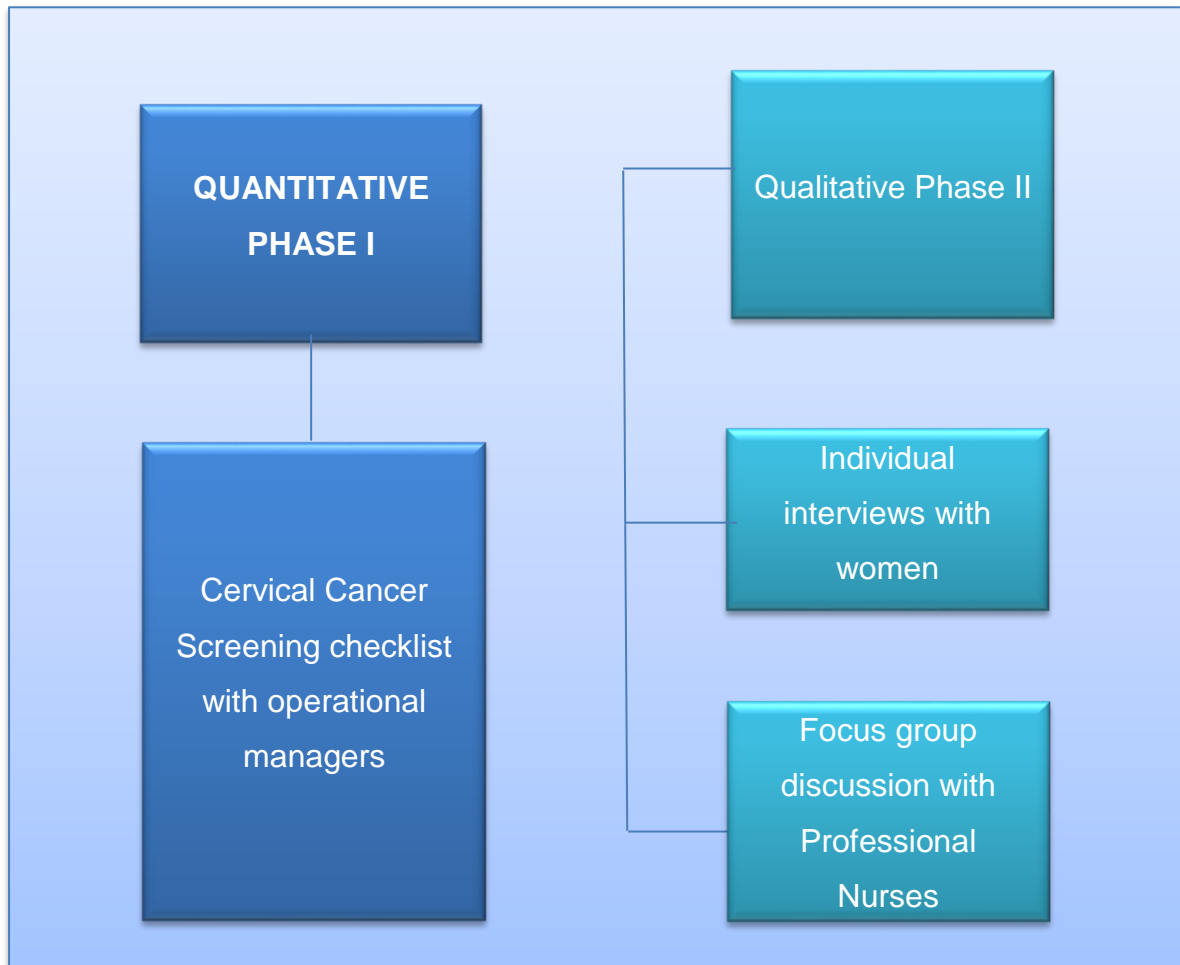 QUANTITATIVE
PHASE I
Cervical Cancer
Screening checklist
with operational
managers
Qualitative Phase II
Individual
interviews with
women
Focus group
discussion with
Professional
Nurses